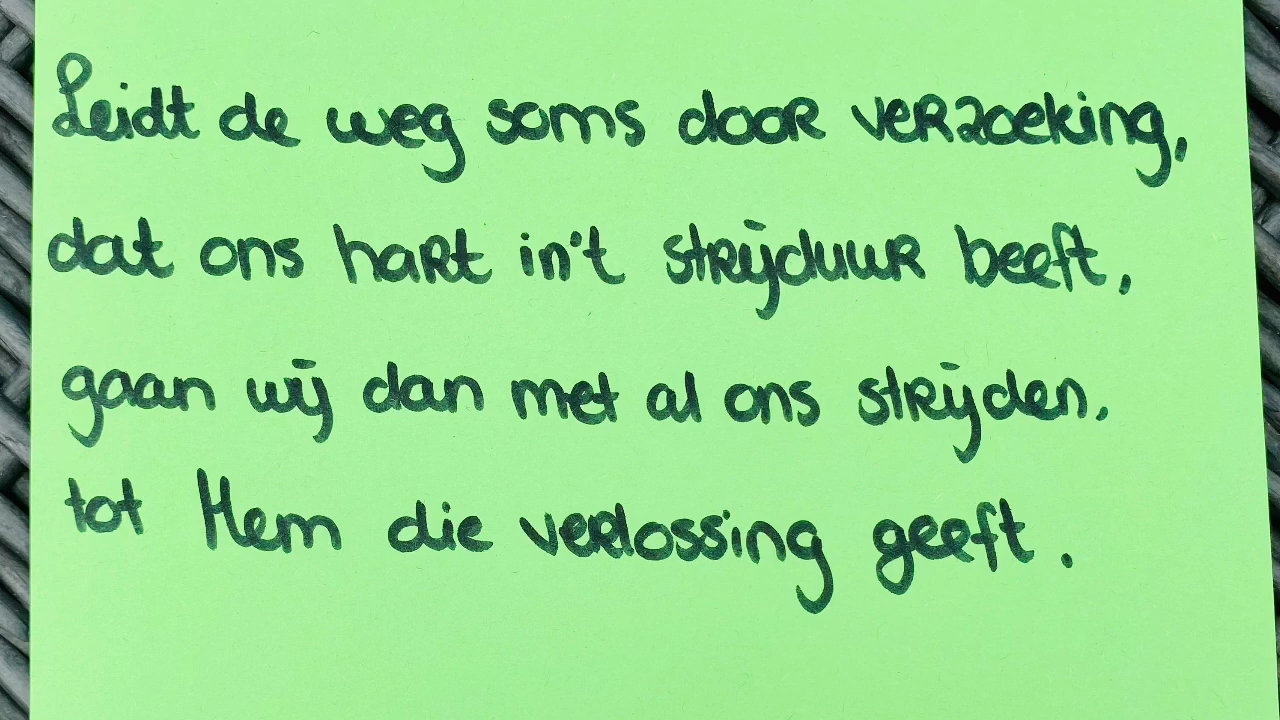 Leidt de weg soms door verzoeking,
dat ons hart in't strijduur beeft,
gaan wij dan met al ons strijden,
tot Hem die verlossing geeft.